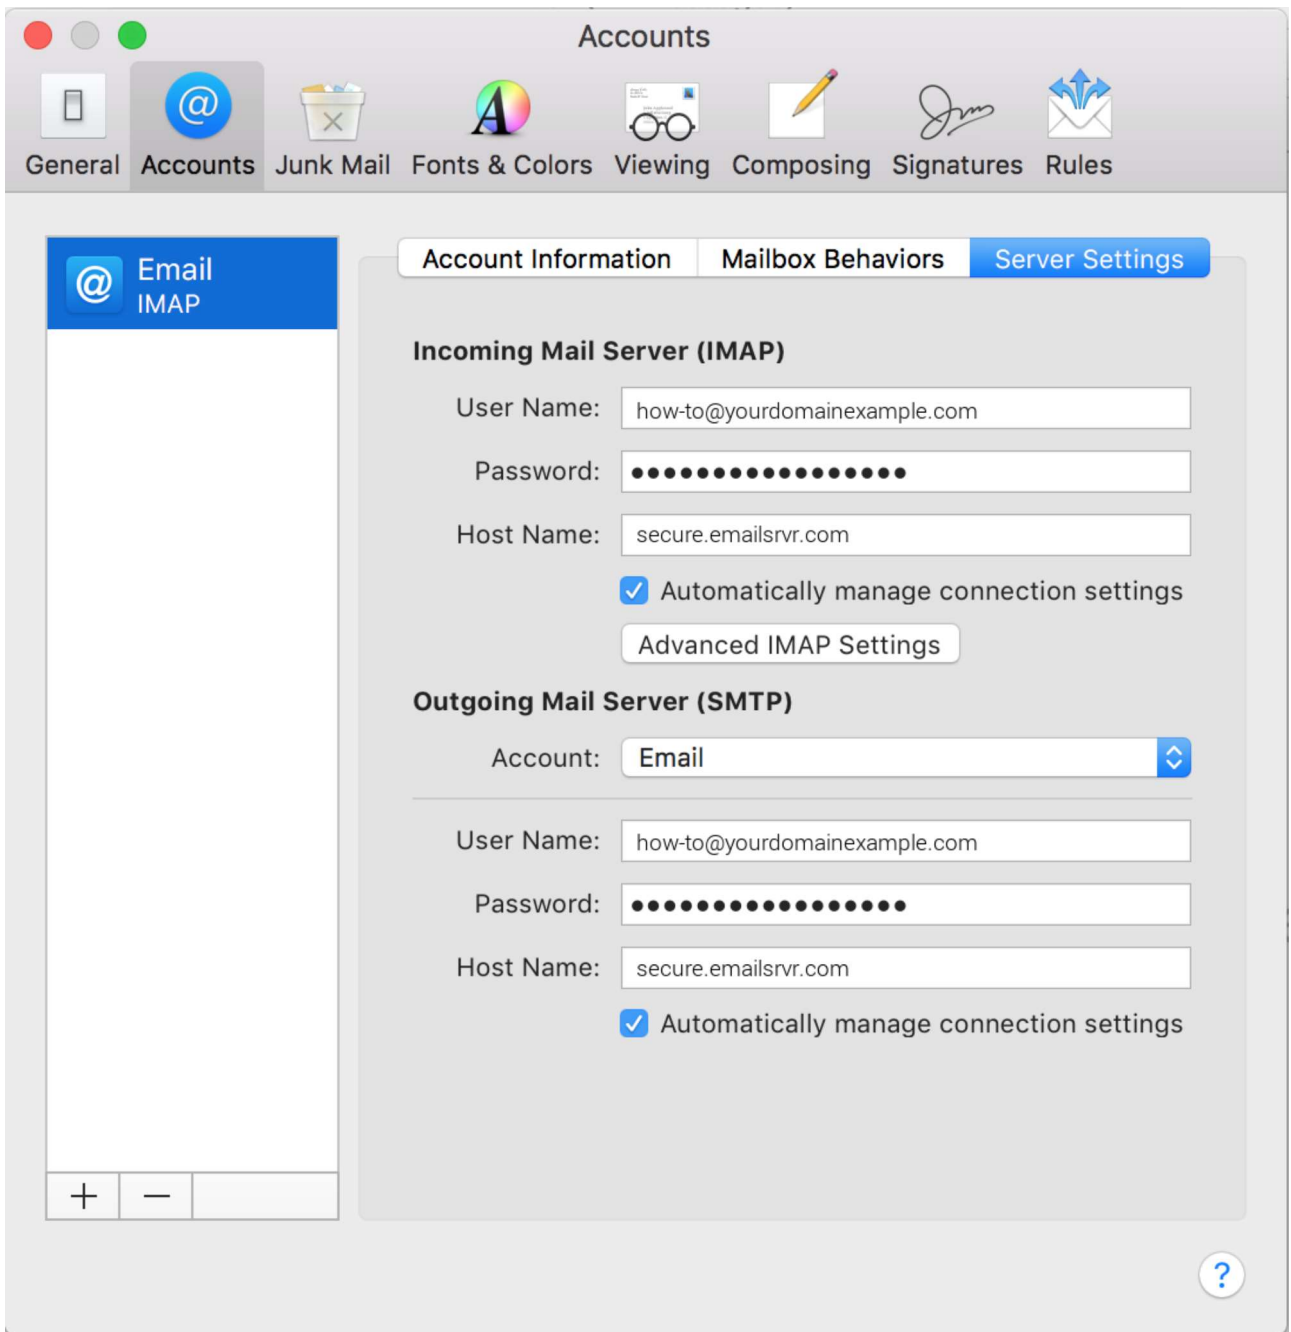 Accounts
General Accounts Junk Mail Fonts & Colors Viewing Composing Signatures Rules
Email
IMAP
Account Information Mailbox Behaviors Server Settings
Incoming Mail Server (IMAP)
User Name: how-to@yourdomainexample.com
Password: •••••••••••••••••
Host Name: secure.emailsrvr.com
Automatically manage connection settings
Advanced IMAP Settings
Outgoing Mail Server (SMTP)
Account: Email
User Name: how-to@yourdomainexample.com
Password: •••••••••••••••••
Host Name: secure.emailsrvr.com
Automatically manage connection settings
?